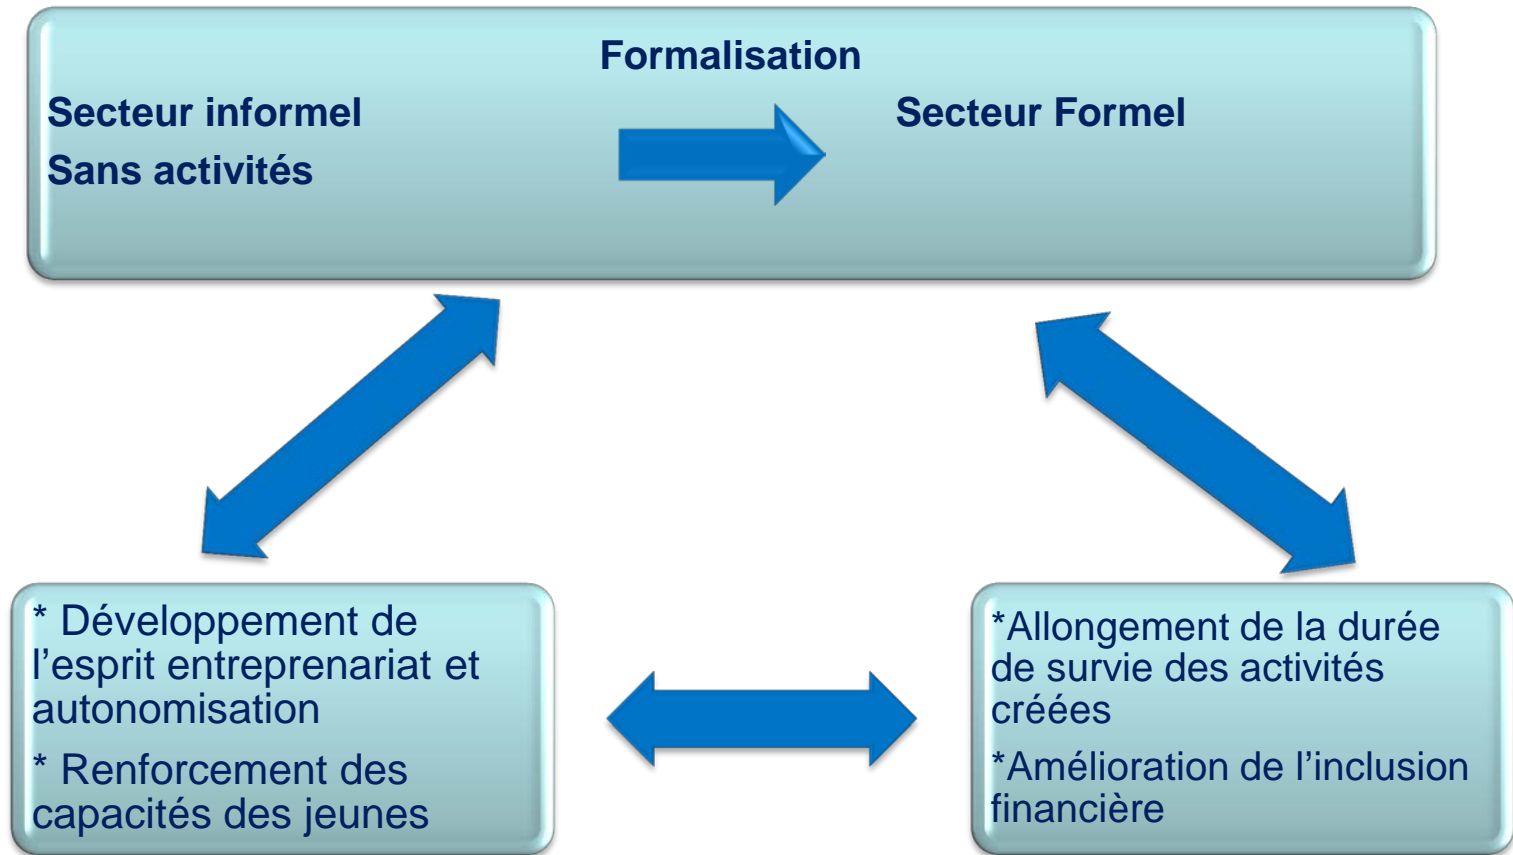 Formalisation
Secteur informel
Secteur Formel
Sans activités
* Développement de
l’esprit entreprenariat et
autonomisation
* Renforcement des
capacités des jeunes
*Allongement de la durée
de survie des activités
créées
*Amélioration de l’inclusion
financière